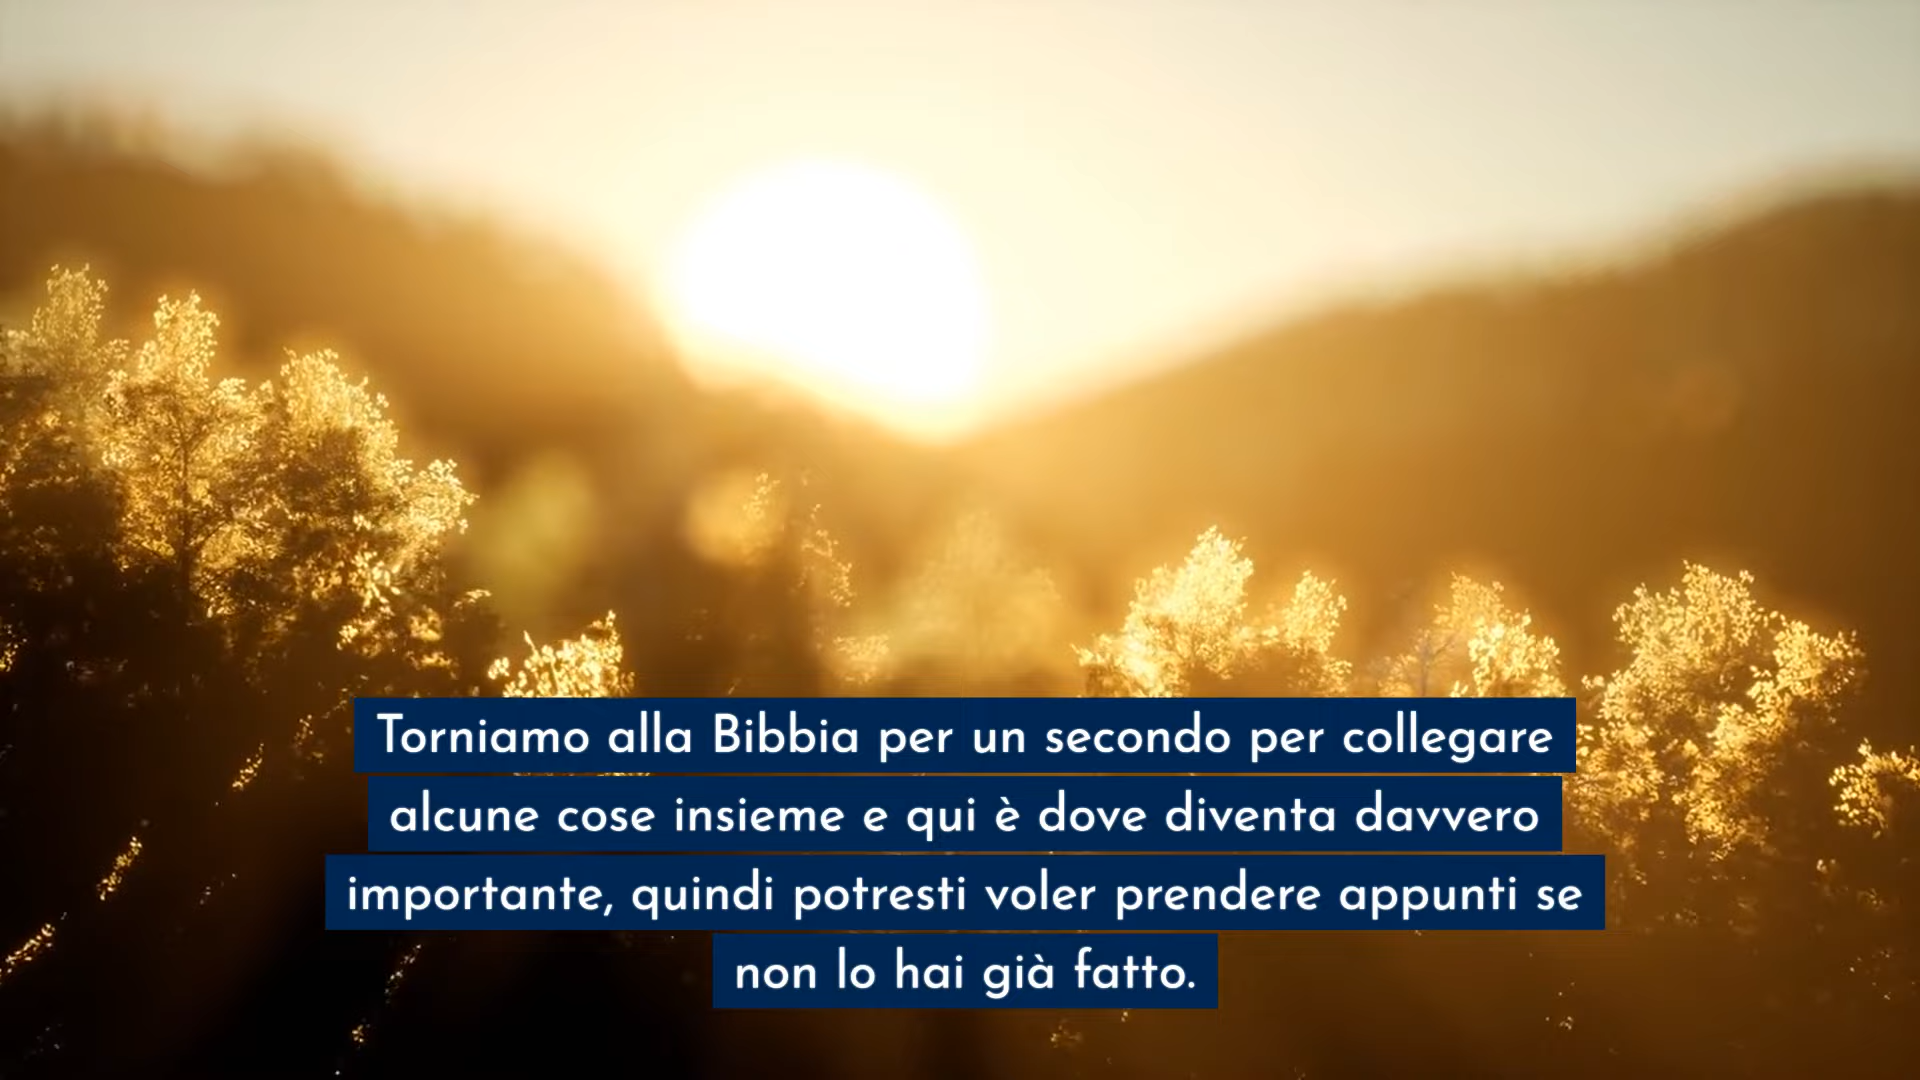 Torniamo alla Bibbia per un secondo per collegare
alcune cose insieme e qui è dove diventa davvero
importante, quindi potresti voler prendere appunti se
non lo hai già fatto.